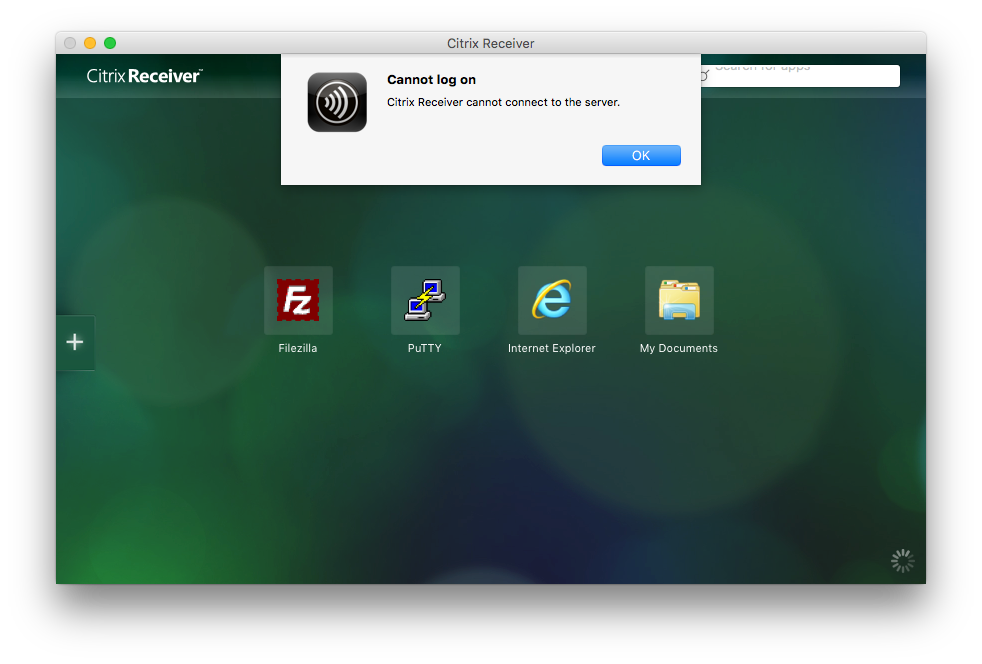 Citrix Receiver
Citrix Receiver™
Cannot log on
Citrix Receiver cannot connect to the server.
OK
Search for apps
Filezilla
PuTTY
Internet Explorer
My Documents